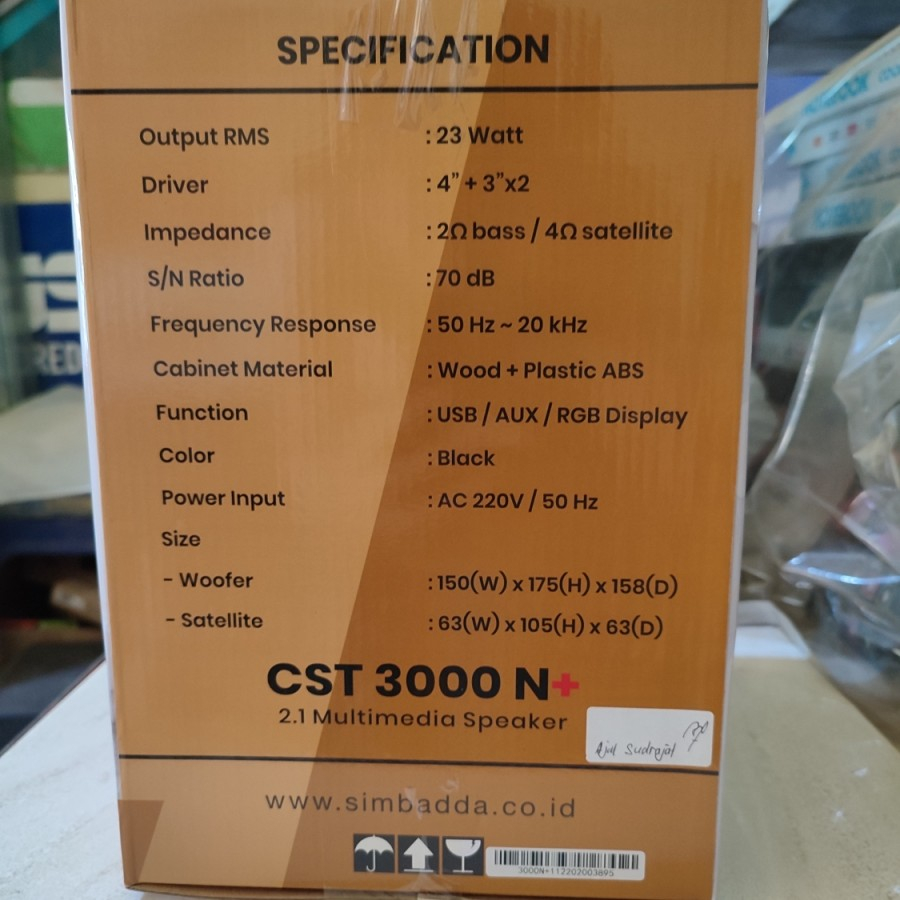 SPECIFICATION
Output RMS : 23 Watt
Driver : 4” + 3”x2
Impedance : 2Ω bass / 4Ω satellite
S/N Ratio : 70 dB
Frequency Response : 50 Hz ~ 20 kHz
Cabinet Material : Wood + Plastic ABS
Function : USB / AUX / RGB Display
Color : Black
Power Input : AC 220V / 50 Hz
Size
- Woofer : 150(W) x 175(H) x 158(D)
- Satellite : 63(W) x 105(H) x 63(D)
CST 3000 N+
2.1 Multimedia Speaker
Sudrajat
www.simbadda.co.id
3000N+112202003895
RED